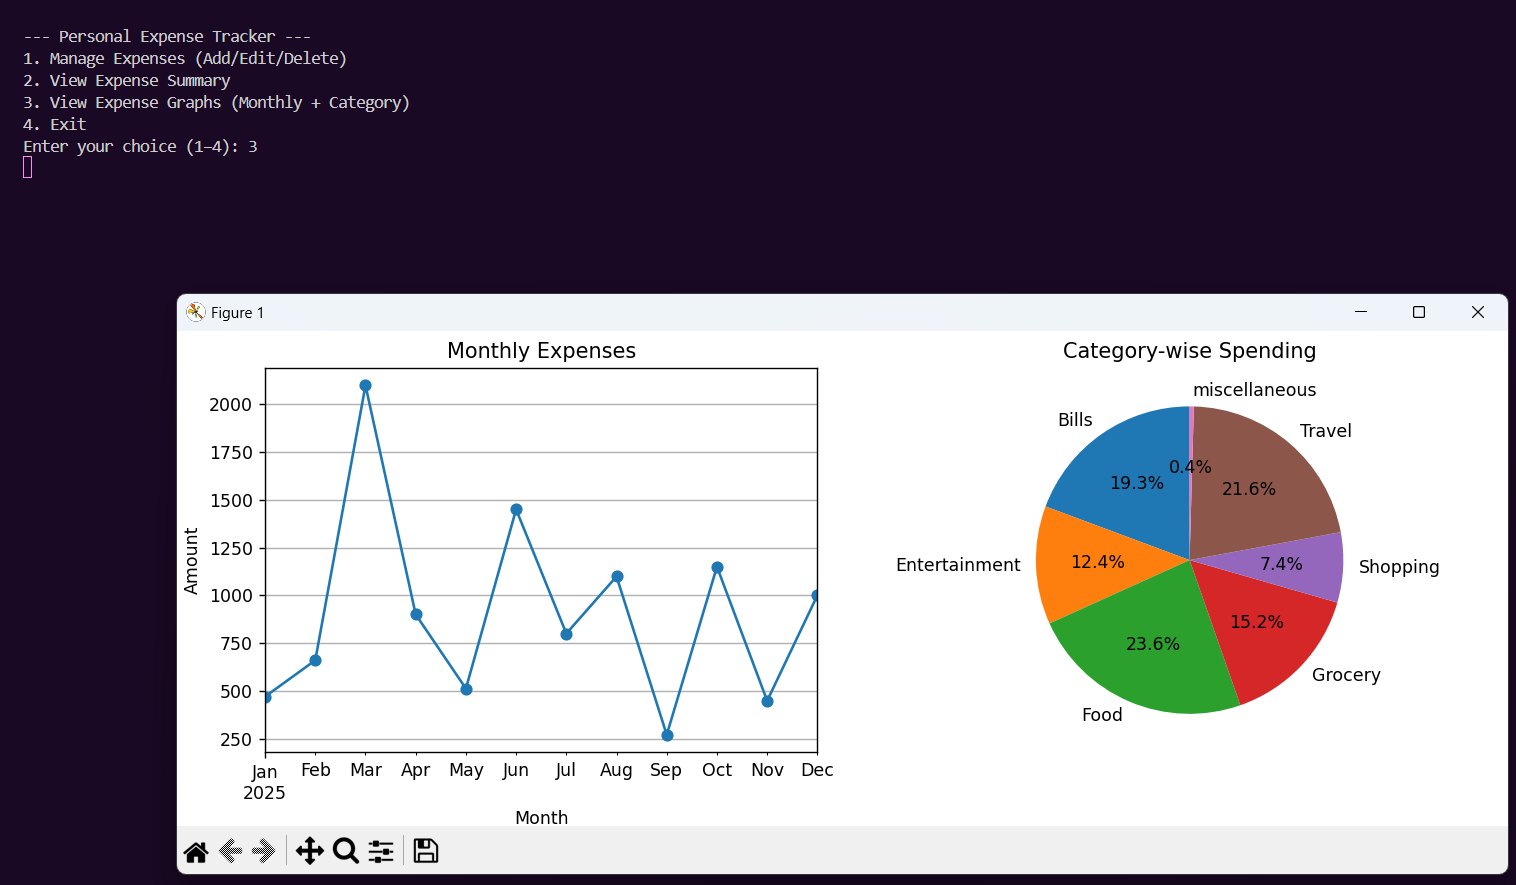 --- Personal Expense Tracker ---
1. Manage Expenses (Add/Edit/Delete)
2. View Expense Summary
3. View Expense Graphs (Monthly + Category)
4. Exit
Enter your choice (1–4): 3
Figure 1
Monthly Expenses
2000
1750
1500
1250
1000
750
500
250
Amount
Jan Feb Mar Apr May Jun Jul Aug Sep Oct Nov Dec
2025
Month
Category-wise Spending
miscellaneous
Bills
Travel
0.4%
19.3%
21.6%
Entertainment
12.4%
7.4%
Shopping
15.2%
23.6%
Grocery
Food